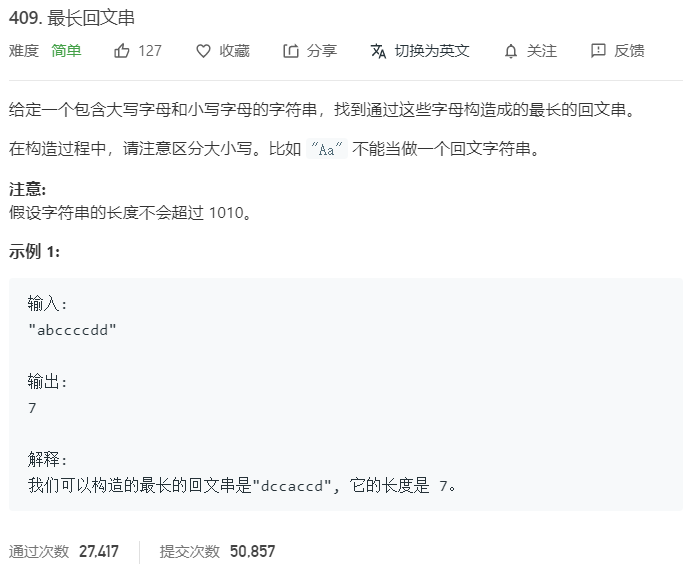 409. 最长回文串
难度 简单 127 收藏 分享 切换为英文 关注 反馈
给定一个包含大写字母和小写字母的字符串，找到通过这些字母构造成的最长的回文串。
在构造过程中，请注意区分大小写。比如 "Aa" 不能当做一个回文字符串。
注意:
假设字符串的长度不会超过 1010。
示例 1:
输入:
"abccccdd"
输出:
7
解释:
我们可以构造的最长的回文串是"dccaccd", 它的长度是 7。
通过次数 27,417 提交次数 50,857